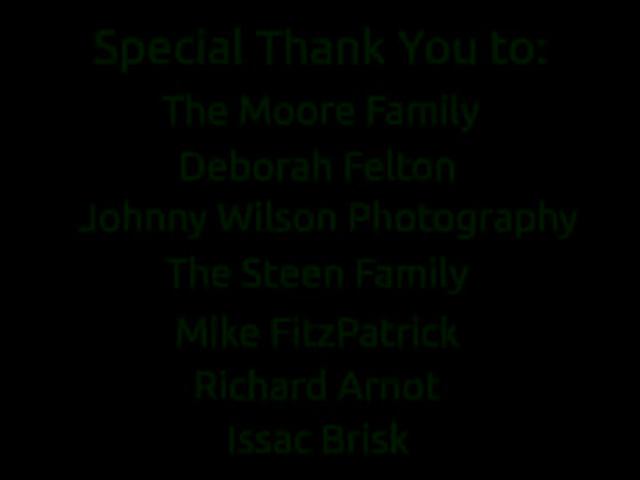 Special Thank You to:
The Moore Family
Deborah Felton
Johnny Wilson Photography
The Steen Family
Mike FitzPatrick
Richard Arnot
Issac Brisk